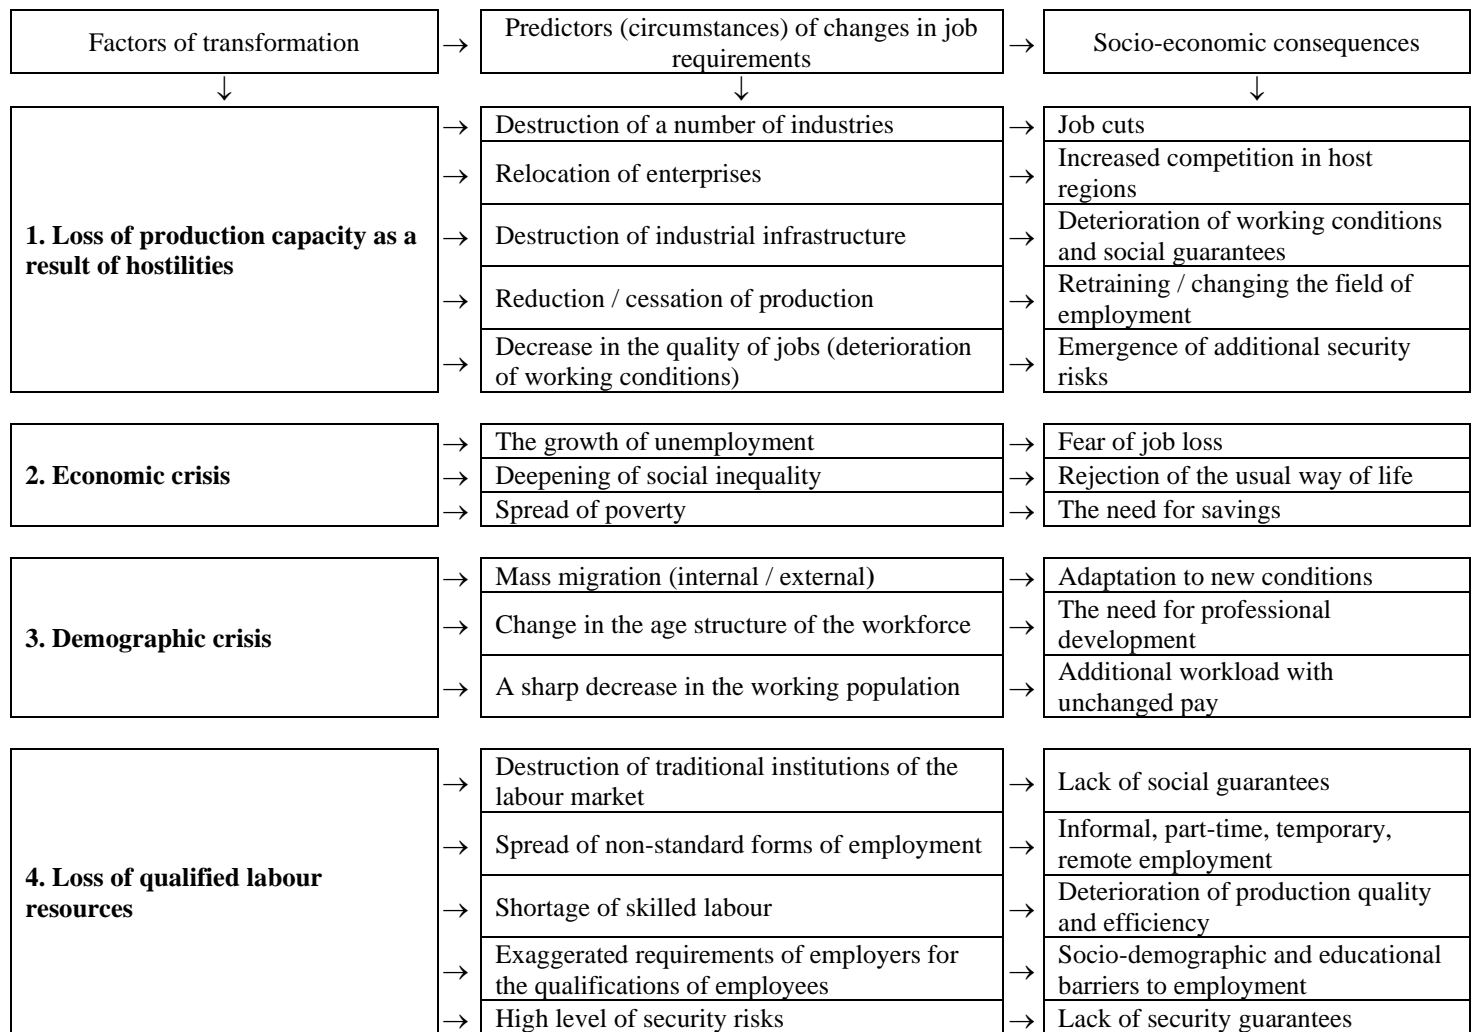 Factors of transformation → Predictors (circumstances) of changes in job → Socio-economic consequences
requirements
↓ ↓ ↓
1. Loss of production capacity as a
result of hostilities
→ Destruction of a number of industries → Job cuts
→ Relocation of enterprises → Increased competition in host
regions
→ Destruction of industrial infrastructure → Deterioration of working conditions
and social guarantees
→ Reduction / cessation of production → Retraining / changing the field of
employment
→ Decrease in the quality of jobs (deterioration
of working conditions) → Emergence of additional security
risks
2. Economic crisis
→ The growth of unemployment → Fear of job loss
→ Deepening of social inequality → Rejection of the usual way of life
→ Spread of poverty → The need for savings
3. Demographic crisis
→ Mass migration (internal / external) → Adaptation to new conditions
→ Change in the age structure of the workforce → The need for professional
development
→ A sharp decrease in the working population → Additional workload with
unchanged pay
4. Loss of qualified labour
resources
→ Destruction of traditional institutions of the
labour market → Lack of social guarantees
→ Spread of non-standard forms of employment → Informal, part-time, temporary,
remote employment
→ Shortage of skilled labour → Deterioration of production quality
and efficiency
→ Exaggerated requirements of employers for
the qualifications of employees → Socio-demographic and educational
barriers to employment
→ High level of security risks → Lack of security guarantees